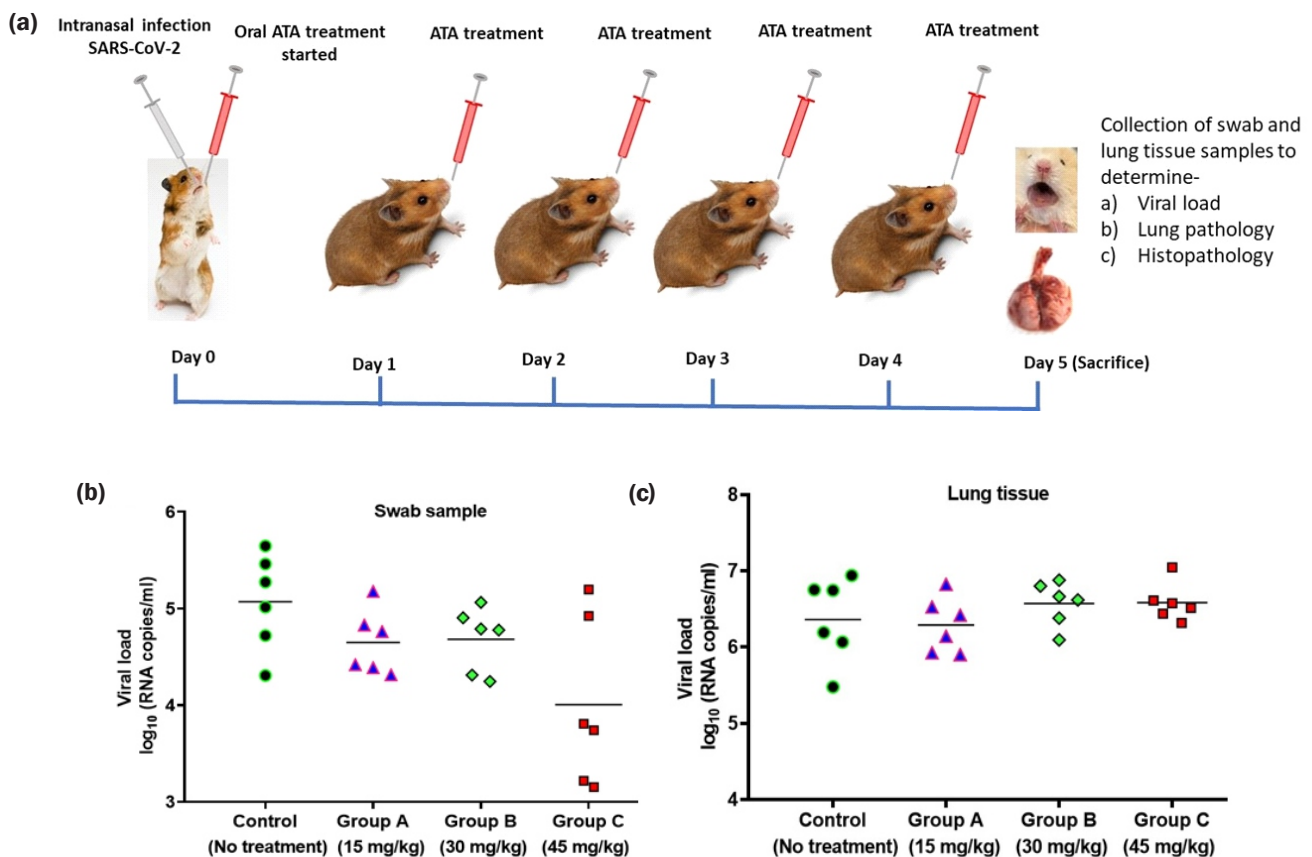 (a)
Intranasal infection
SARS-CoV-2
Oral ATA treatment
started
ATA treatment
ATA treatment
ATA treatment
ATA treatment
Collection of swab and
lung tissue samples to
determine-
a) Viral load
b) Lung pathology
c) Histopathology
Day 0
Day 1
Day 2
Day 3
Day 4
Day 5 (Sacrifice)
(b)
Swab sample
Viral load
log10 (RNA copies/ml)
6
5
4
3
Control
(No treatment)
Group A
(15 mg/kg)
Group B
(30 mg/kg)
Group C
(45 mg/kg)
(c)
Lung tissue
Viral load
log10 (RNA copies/ml)
8
7
6
5
4
Control
(No treatment)
Group A
(15 mg/kg)
Group B
(30 mg/kg)
Group C
(45 mg/kg)